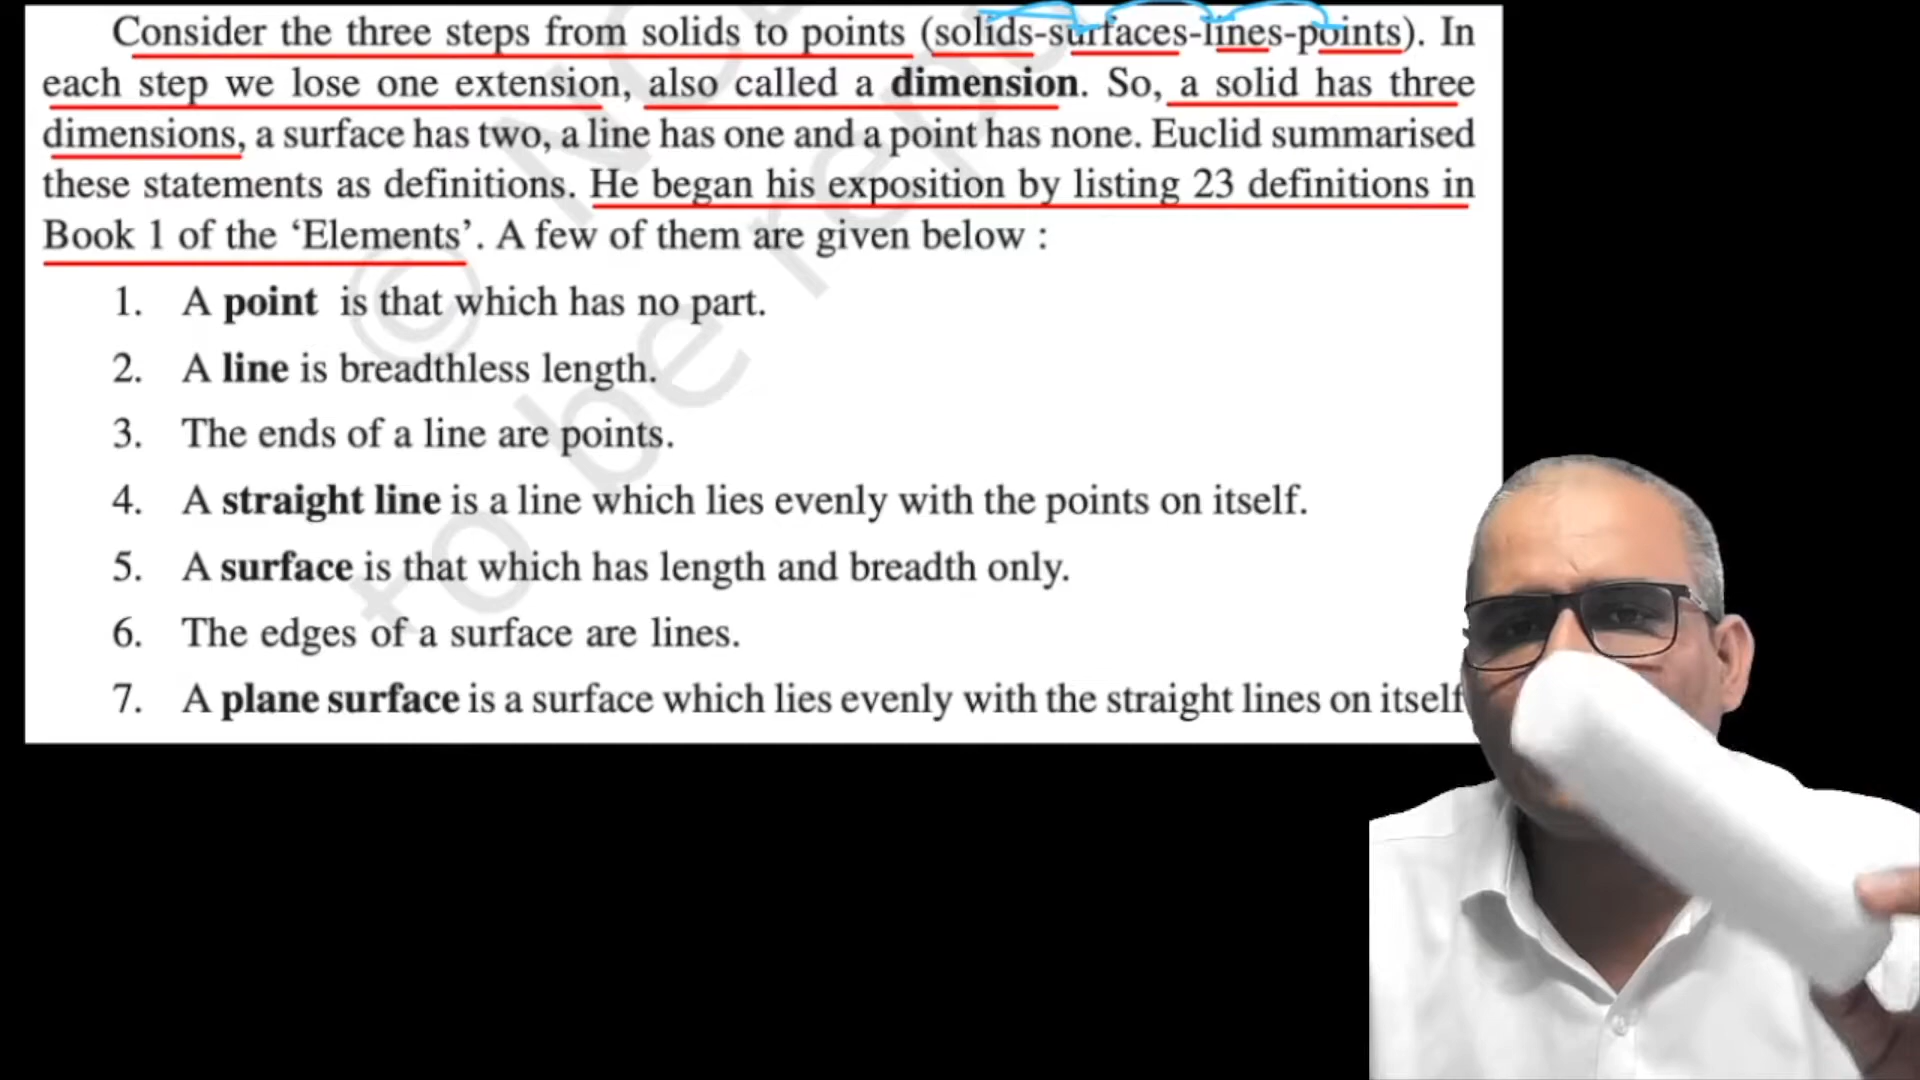 Consider the three steps from solids to points (solids-surfaces-lines-points). In
each step we lose one extension, also called a dimension. So, a solid has three
dimensions, a surface has two, a line has one and a point has none. Euclid summarised
these statements as definitions. He began his exposition by listing 23 definitions in
Book 1 of the ‘Elements’. A few of them are given below :
1. A point is that which has no part.
2. A line is breadthless length.
3. The ends of a line are points.
4. A straight line is a line which lies evenly with the points on itself.
5. A surface is that which has length and breadth only.
6. The edges of a surface are lines.
7. A plane surface is a surface which lies evenly with the straight lines on itself
©
to be